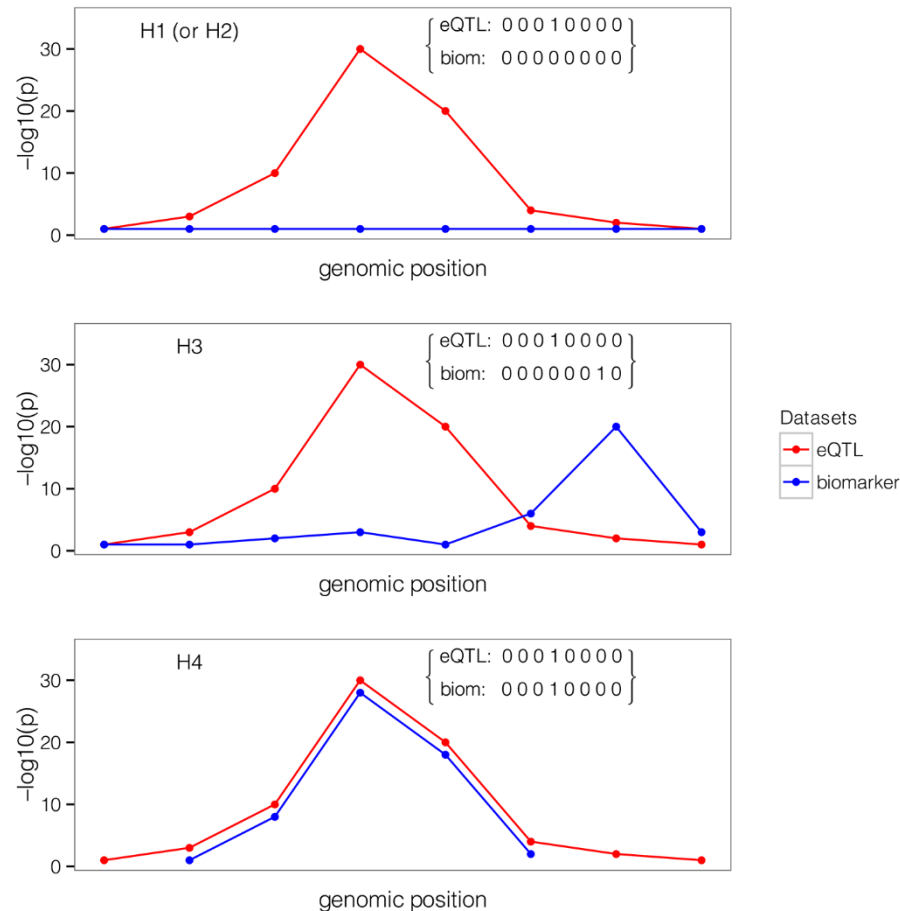 H1 (or H2)
eQTL: 0 0 0 1 0 0 0 0
biom: 0 0 0 0 0 0 0 0
30
20
10
0
−log10(p)
genomic position
H3
eQTL: 0 0 0 1 0 0 0 0
biom: 0 0 0 0 0 0 1 0
30
20
10
0
−log10(p)
genomic position
Datasets
eQTL
biomarker
H4
eQTL: 0 0 0 1 0 0 0 0
biom: 0 0 0 1 0 0 0 0
30
20
10
0
−log10(p)
genomic position